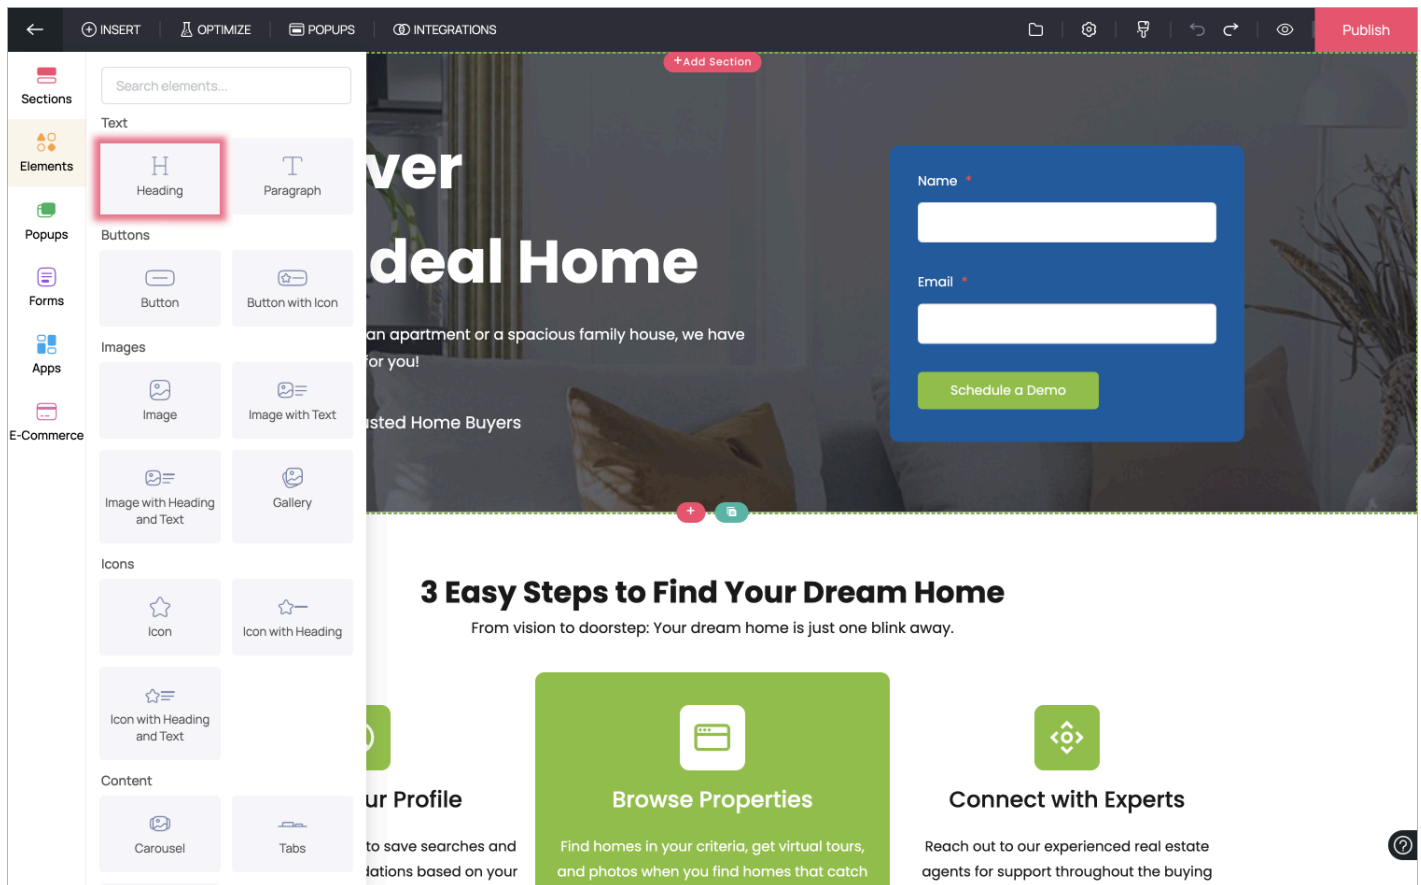 INSERT
OPTIMIZE
POPUPS
INTEGRATIONS
Publish
Sections
Elements
Popups
Forms
Apps
E-Commerce
Search elements...
Text
Heading
Paragraph
Buttons
Button
Button with Icon
Images
Image
Image with Text
Image with Heading
and Text
Gallery
Icons
Icon
Icon with Heading
Icon with Heading
and Text
Content
Carousel
Tabs
+Add Section
ver
deal Home
an apartment or a spacious family house, we have
for you!
usted Home Buyers
Name *
Email *
Schedule a Demo
3 Easy Steps to Find Your Dream Home
From vision to doorstep: Your dream home is just one blink away.
ur Profile
to save searches and
dations based on your
Browse Properties
Find homes in your criteria, get virtual tours,
and photos when you find homes that catch
Connect with Experts
Reach out to our experienced real estate
agents for support throughout the buying